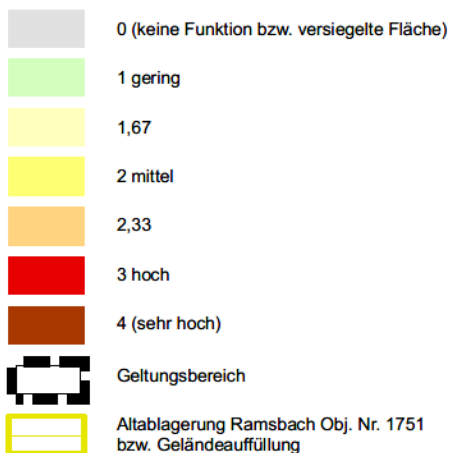 0 (keine Funktion bzw. versiegelte Fläche)
1 gering
1,67
2 mittel
2,33
3 hoch
4 (sehr hoch)
Geltungsbereich
Altablagerung Ramsbach Obj. Nr. 1751
bzw. Geländeauffüllung